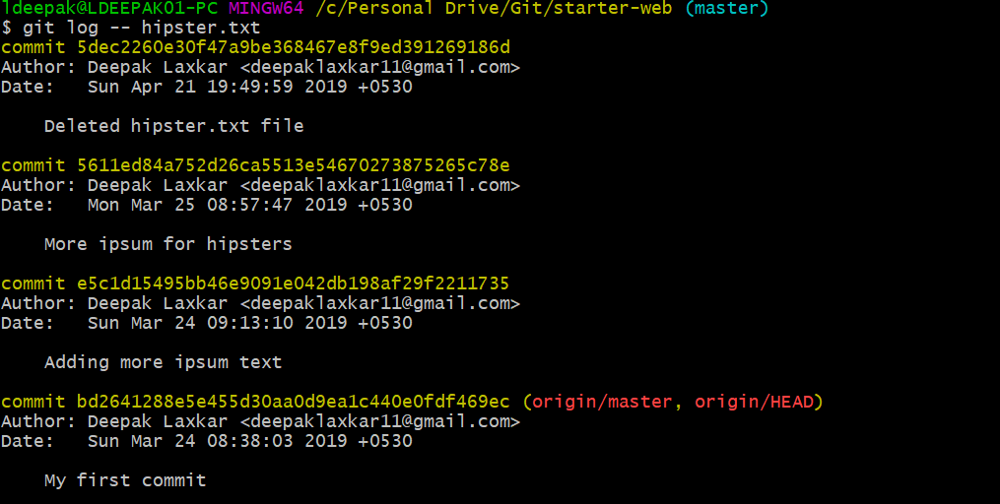 ldeepak@LDEEPAK01-PC MINGW64 /c/Personal Drive/Git/starter-web (master)
$ git log -- hipster.txt
commit 5dec2260e30f47a9be368467e8f9ed391269186d
Author: Deepak Laxkar <deepaklaxkar11@gmail.com>
Date:   Sun Apr 21 19:49:59 2019 +0530
    Deleted hipster.txt file
commit 5611ed84a752d26ca5513e54670273875265c78e
Author: Deepak Laxkar <deepaklaxkar11@gmail.com>
Date:   Mon Mar 25 08:57:47 2019 +0530
    More ipsum for hipsters
commit e5c1d15495bb46e9091e042db198af29f2211735
Author: Deepak Laxkar <deepaklaxkar11@gmail.com>
Date:   Sun Mar 24 09:13:10 2019 +0530
    Adding more ipsum text
commit bd2641288e5e455d30aa0d9ea1c440e0fdf469ec (origin/master, origin/HEAD)
Author: Deepak Laxkar <deepaklaxkar11@gmail.com>
Date:   Sun Mar 24 08:38:03 2019 +0530
    My first commit